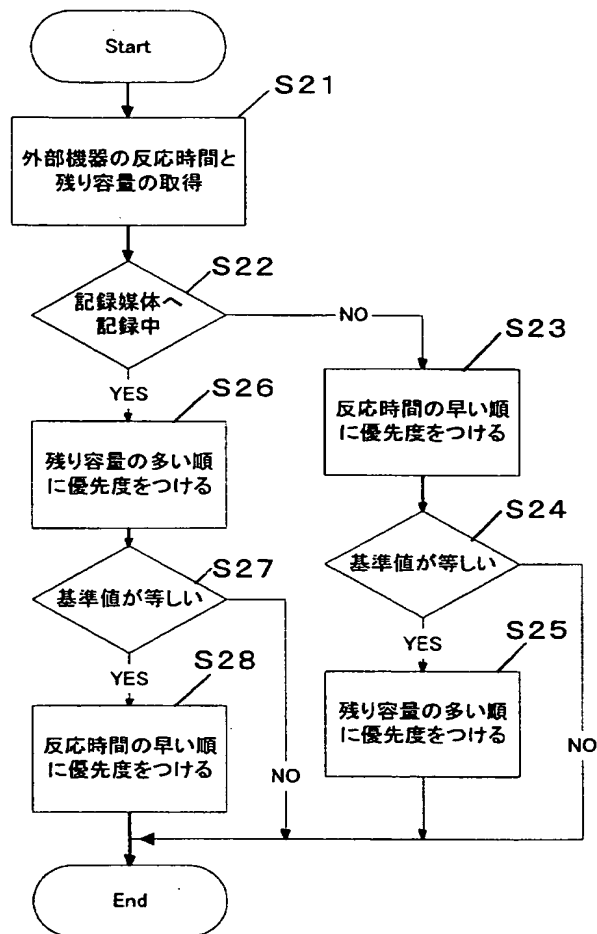 Start
S21
外部機器の反応時間と
残り容量の取得
S22
記録媒体へ
記録中
NO
S23
反応時間の早い順
に優先度をつける
YES
S26
残り容量の多い順
に優先度をつける
S24
基準値が等しい
S27
基準値が等しい
YES
S25
残り容量の多い順
に優先度をつける
NO
YES
S28
反応時間の早い順
に優先度をつける
NO
End